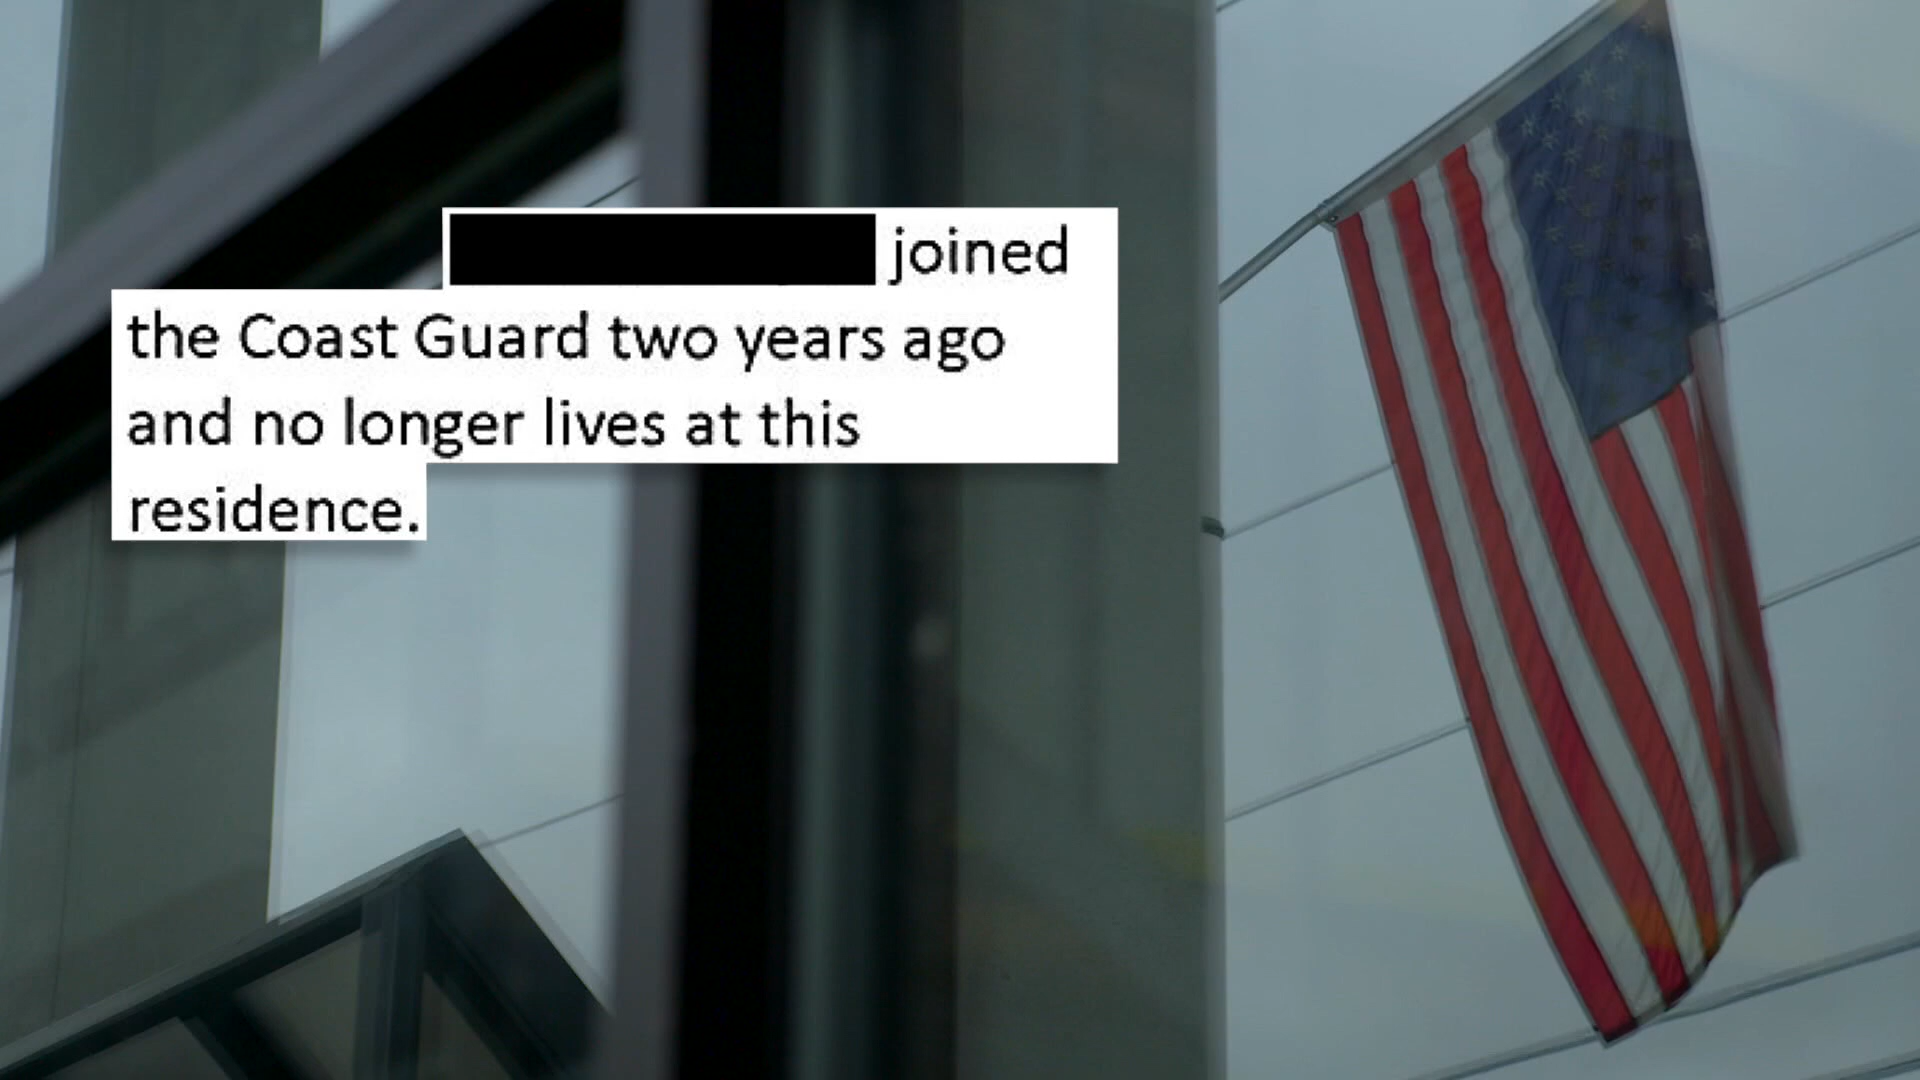 joined
the Coast Guard two years ago
and no longer lives at this
residence.